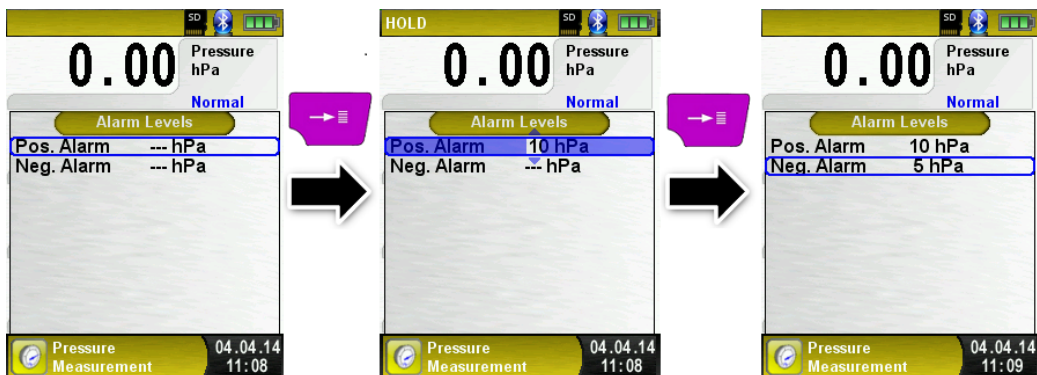 SD
0.00
Pressure
hPa
Normal
Alarm Levels
Pos. Alarm --- hPa
Neg. Alarm --- hPa
Pressure
Measurement
04.04.14
11:08
HOLD
SD
0.00
Pressure
hPa
Normal
Alarm Levels
Pos. Alarm 10 hPa
Neg. Alarm --- hPa
Pressure
Measurement
04.04.14
11:08
SD
0.00
Pressure
hPa
Normal
Alarm Levels
Pos. Alarm 10 hPa
Neg. Alarm 5 hPa
Pressure
Measurement
04.04.14
11:09